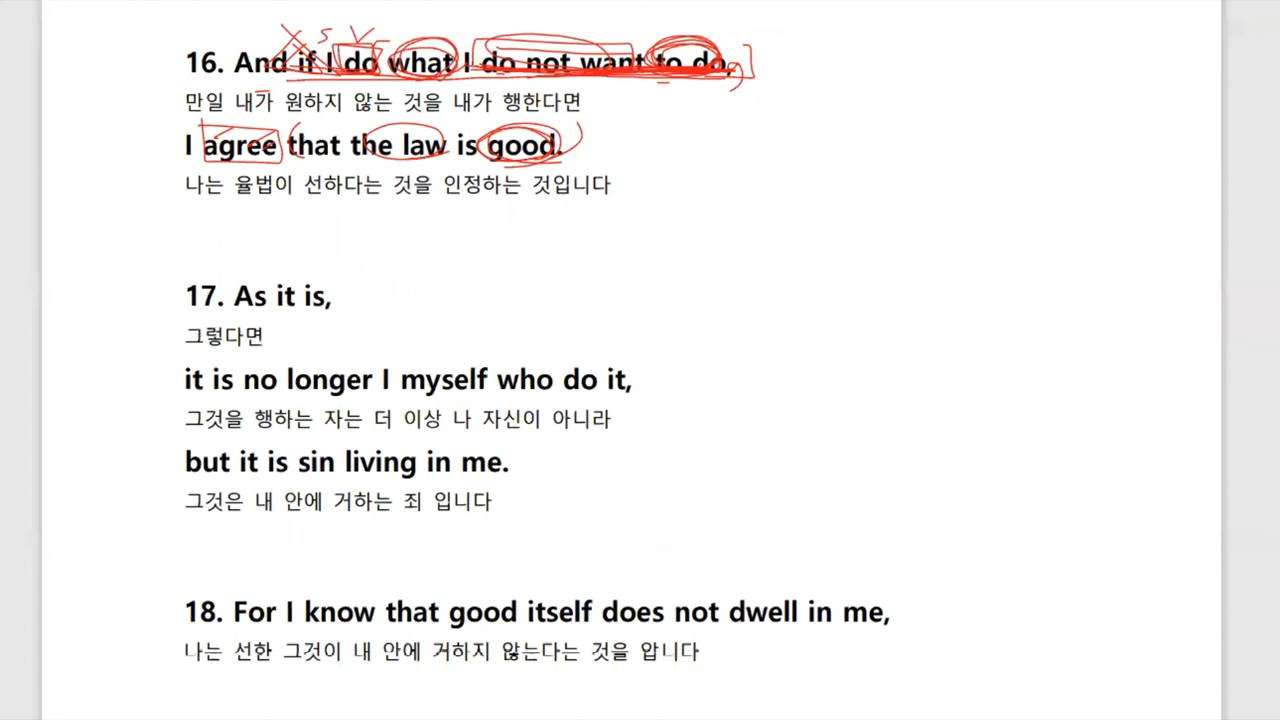 S V
16. And if I do what I do not want to do,
만일 내가 원하지 않는 것을 내가 행한다면
I agree that the law is good.
나는 율법이 선하다는 것을 인정하는 것입니다
17. As it is,
그렇다면
it is no longer I myself who do it,
그것을 행하는 자는 더 이상 나 자신이 아니라
but it is sin living in me.
그것은 내 안에 거하는 죄 입니다
18. For I know that good itself does not dwell in me,
나는 선한 그것이 내 안에 거하지 않는다는 것을 압니다